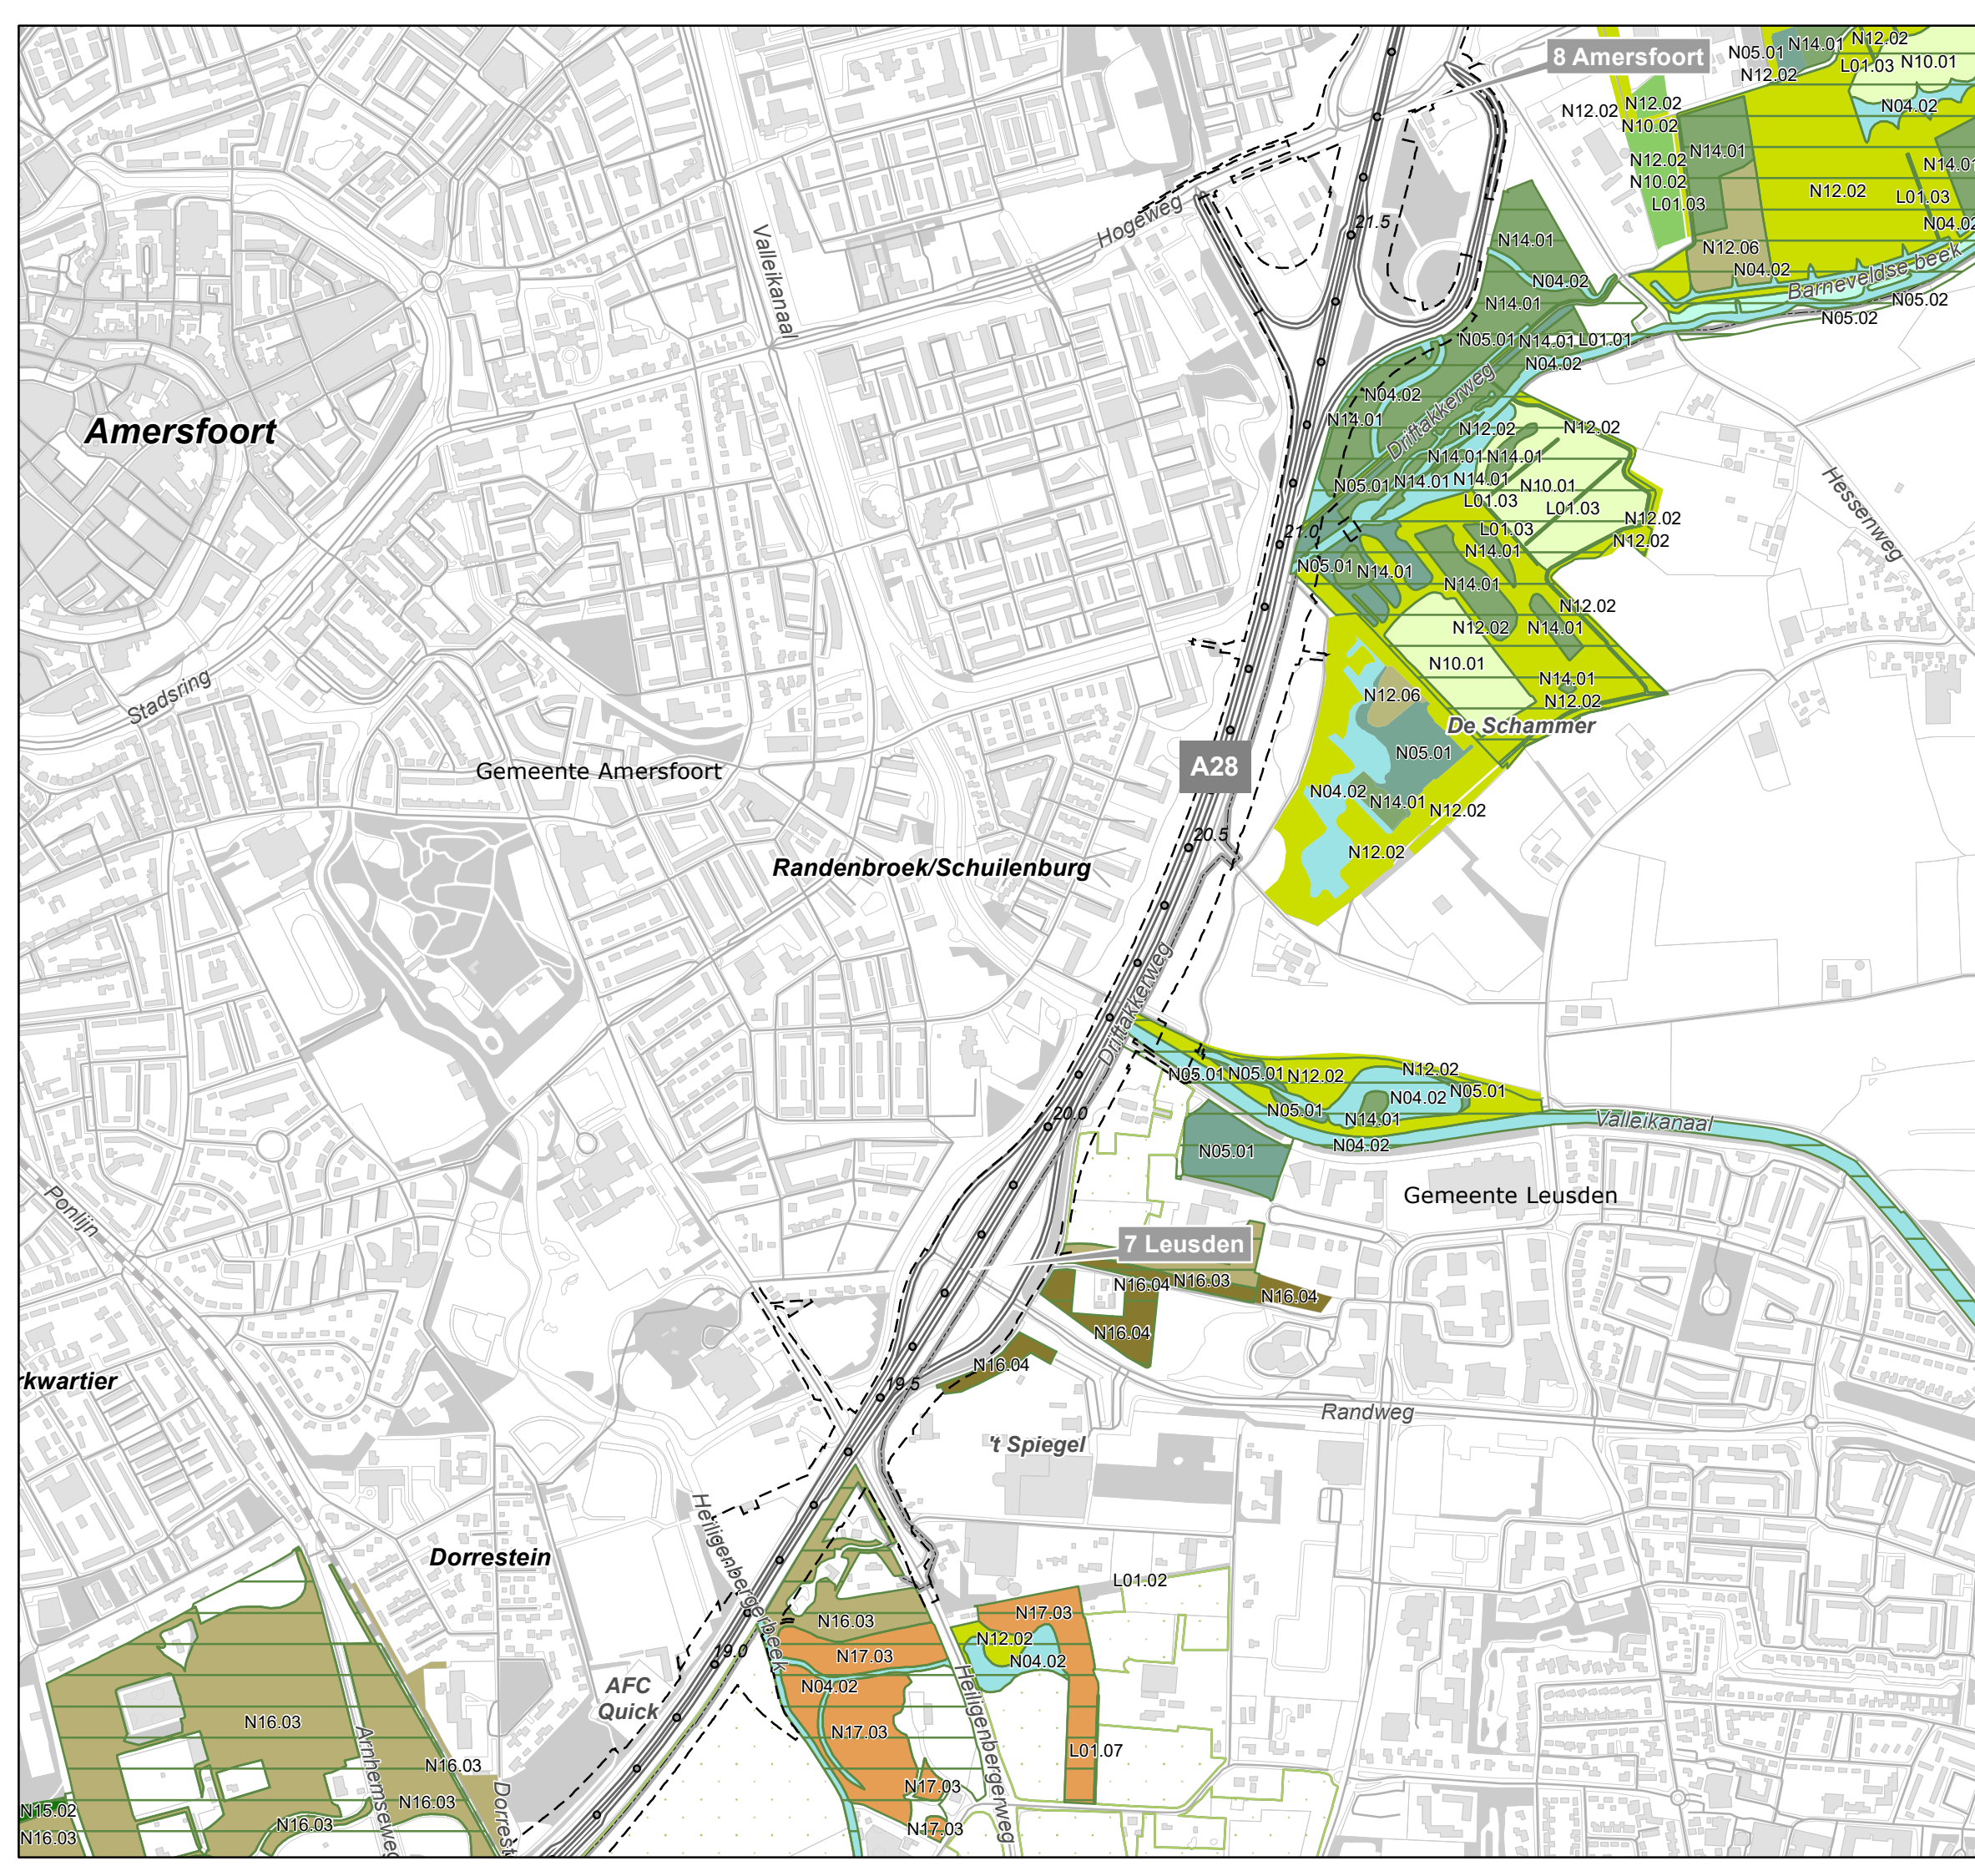 8 Amersfoort
N05.01
N14.01
N12.02
N12.02
L01.03
N10.01
N04.02
N12.02
N12.02
N10.02
N14.01
N14.01
N12.02
N10.02
L01.03
N12.02
L01.03
N04.02
N12.06
N04.02
Barneveldse beek
N05.02
N05.02
Hogeweg
Valleikanaal
21.5
N14.01
N04.02
N14.01
N05.01
N14.01
L01.01
N04.02
N04.02
N14.01
Driftakkerweg
N12.02
N12.02
N14.01
N14.01
N05.01
N14.01
N14.01
N10.01
L01.03
L01.03
Hessenweg
Amersfoort
21.0
L01.03
N12.02
N12.02
N14.01
N05.01
N14.01
N14.01
N12.02
N12.02
N14.01
N10.01
N14.01
N12.02
N12.06
De Schammer
Stadsring
N05.01
Gemeente Amersfoort
A28
N04.02
N14.01
N12.02
20.5
N12.02
Randenbroek/Schuilenburg
Driftakkerweg
N05.01
N05.01
N12.02
N12.02
N04.02
N05.01
N05.01
N14.01
N04.02
Valleikanaal
20.0
N05.01
Gemeente Leusden
Ponlijn
7 Leusden
N16.04
N16.03
N16.04
N16.04
N16.04
19.5
rkwartier
Randweg
't Spiegel
Heiligenbergerbeek
Dorrestein
L01.02
N16.03
N17.03
N12.02
N04.02
N17.03
19.0
AFC
Quick
N04.02
N17.03
Heiligenbergerweg
N16.03
Arnhemseweg
N16.03
L01.07
N17.03
N16.03
Dorrest
N15.02
N16.03
N16.03
N17.03